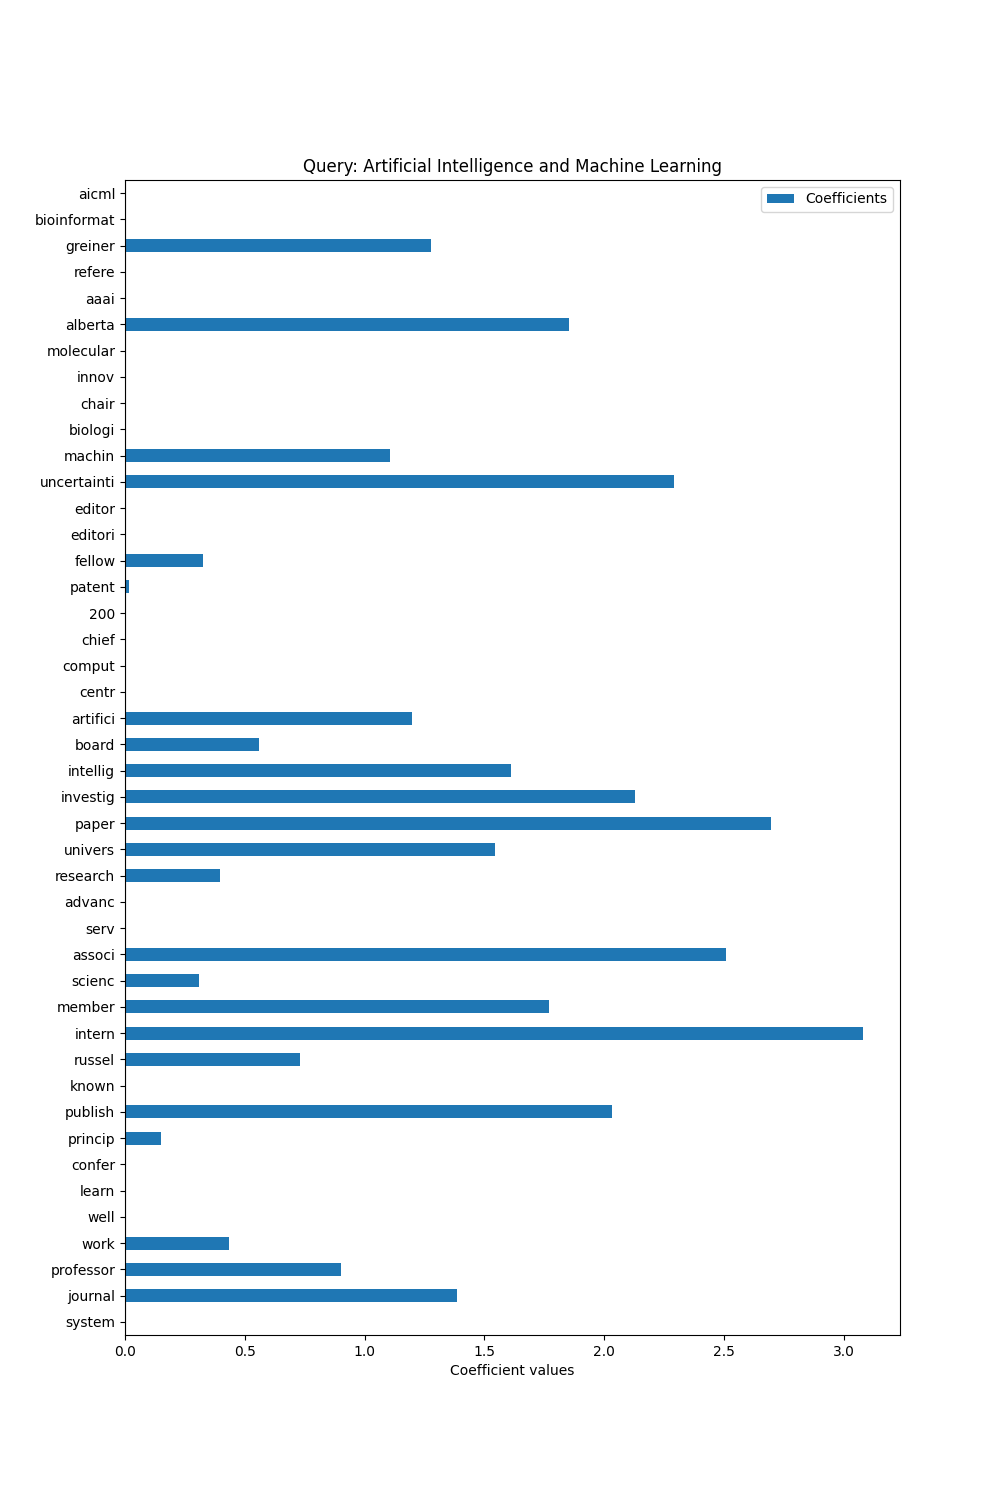 Query: Artificial Intelligence and Machine Learning
Coefficients
aicml
bioinformat
greiner
refere
aaai
alberta
molecular
innov
chair
biologi
machin
uncertainti
editor
editori
fellow
patent
200
chief
comput
centr
artifici
board
intellig
investig
paper
univers
research
advanc
serv
associ
scienc
member
intern
russel
known
publish
princip
confer
learn
well
work
professor
journal
system
0.0 0.5 1.0 1.5 2.0 2.5 3.0
Coefficient values